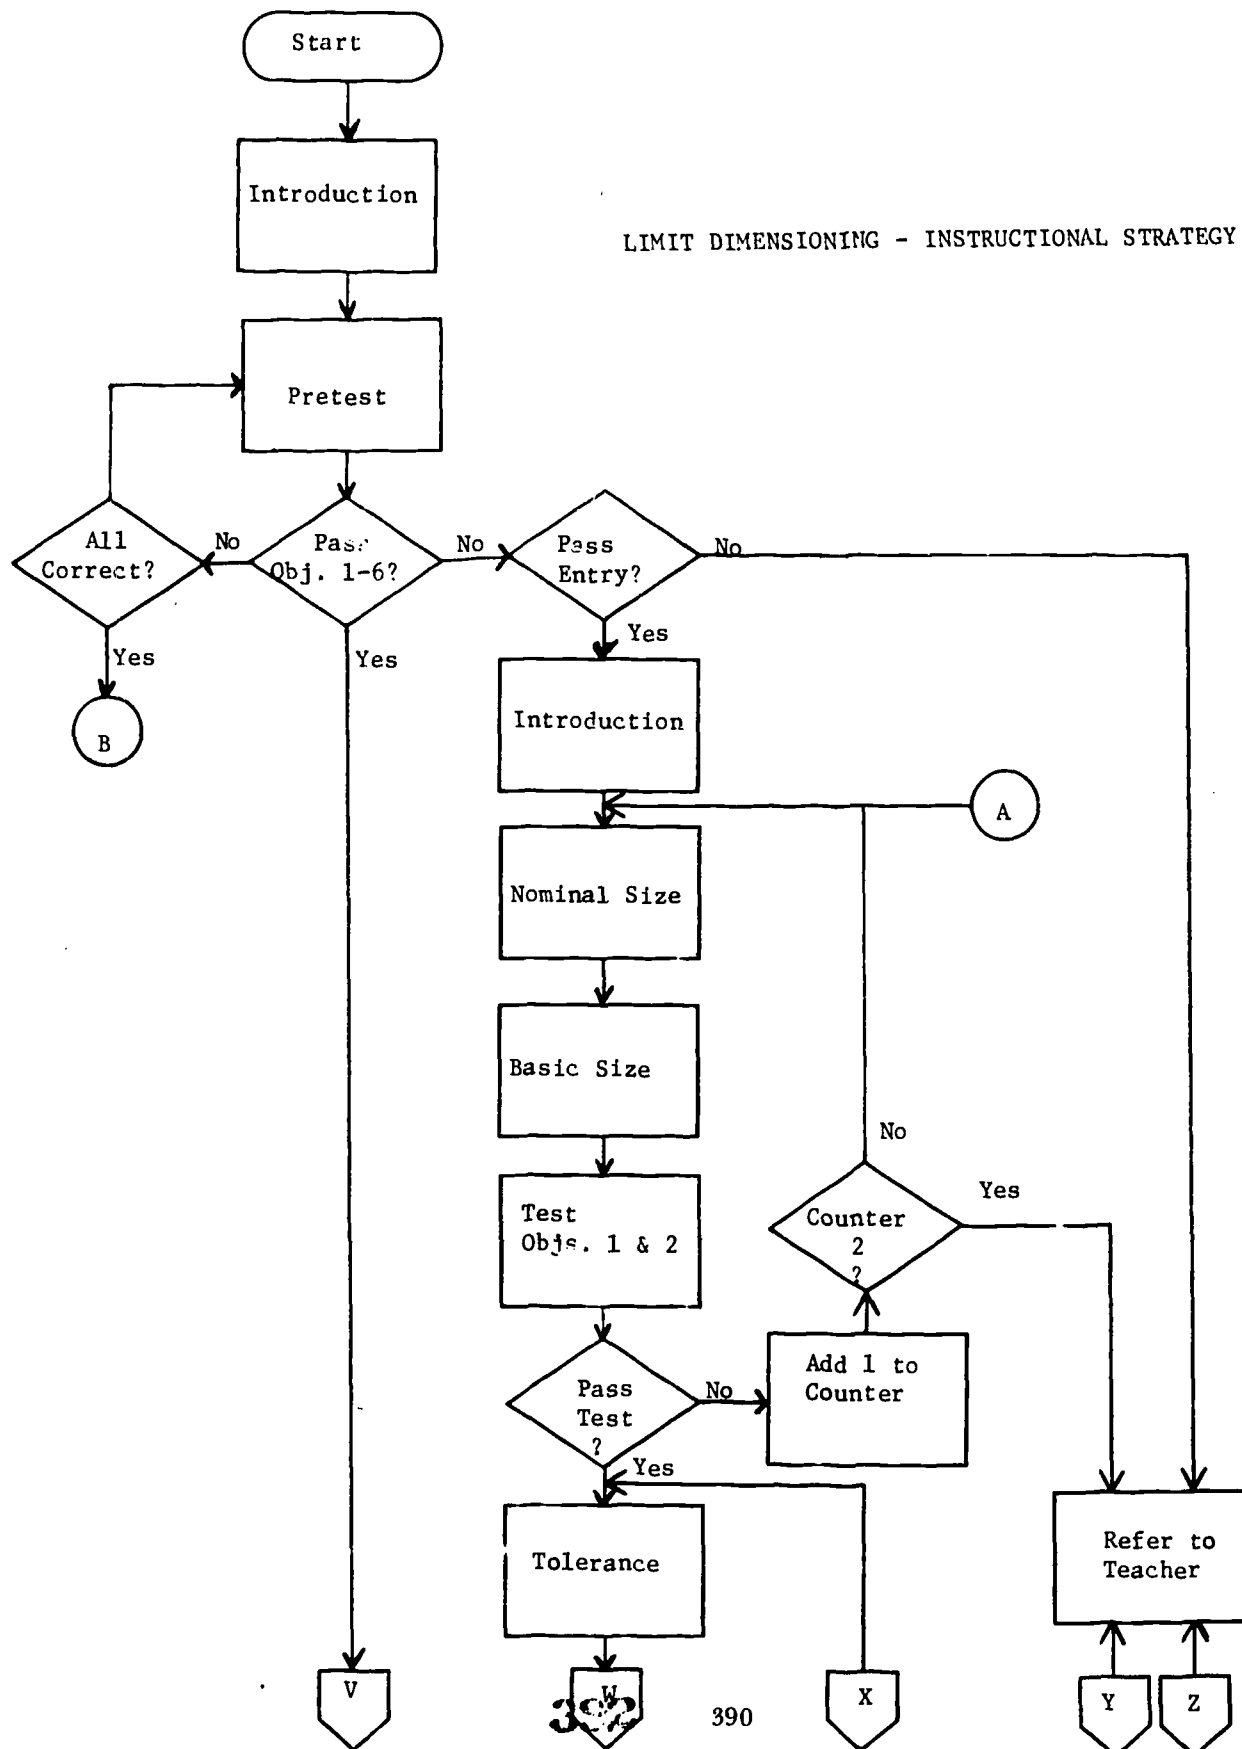 Start
Introduction
LIMIT DIMENSIONING - INSTRUCTIONAL STRATEGY
Pretest
All
Correct?
No
Pass
Obj. 1-6?
No
Pass
Entry?
No
Yes
Yes
Yes
B
Introduction
A
Nominal Size
Basic Size
No
Yes
Test
Objs. 1 & 2
Counter
2
?
Pass
Test
?
No
Add 1 to
Counter
Yes
Tolerance
Refer to
Teacher
V
W
X
Y
Z
390